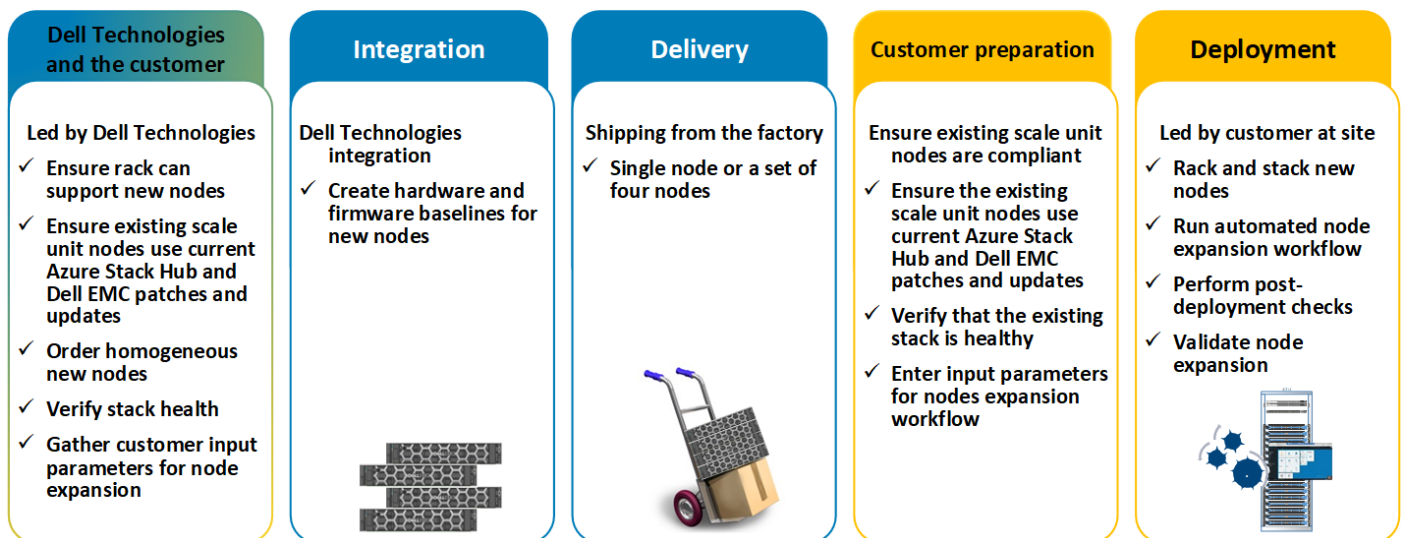 Dell Technologies
and the customer
Led by Dell Technologies
✓ Ensure rack can
support new nodes
✓ Ensure existing scale
unit nodes use current
Azure Stack Hub and
Dell EMC patches and
updates
✓ Order homogeneous
new nodes
✓ Verify stack health
✓ Gather customer input
parameters for node
expansion
Integration
Dell Technologies
integration
✓ Create hardware and
firmware baselines for
new nodes
Delivery
Shipping from the factory
✓ Single node or a set of
four nodes
Customer preparation
Ensure existing scale unit
nodes are compliant
✓ Ensure the existing
scale unit nodes use
current Azure Stack
Hub and Dell EMC
patches and updates
✓ Verify that the existing
stack is healthy
✓ Enter input parameters
for nodes expansion
workflow
Deployment
Led by customer at site
✓ Rack and stack new
nodes
✓ Run automated node
expansion workflow
✓ Perform post-
deployment checks
✓ Validate node
expansion